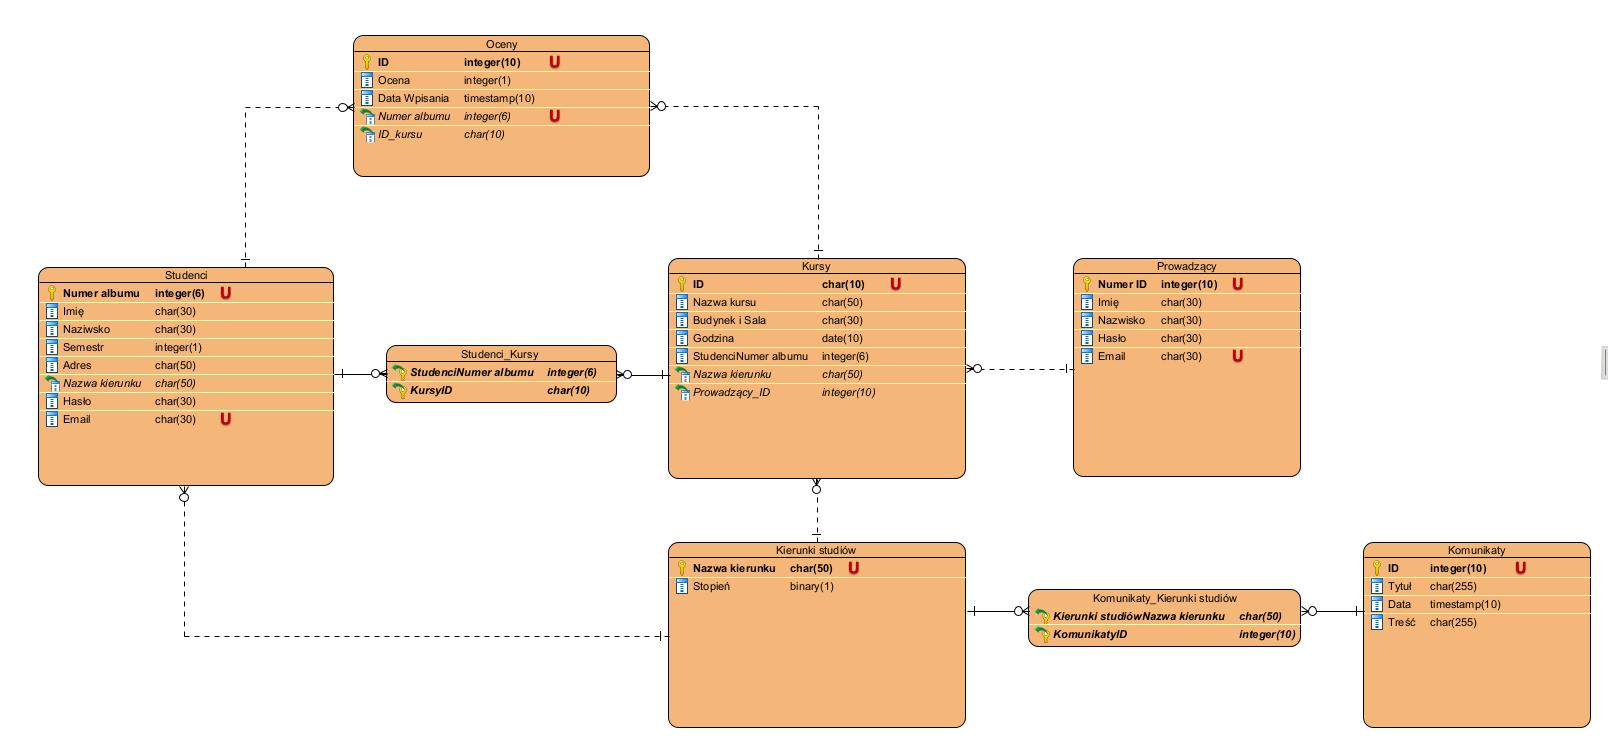 Oceny
ID integer(10) U
Ocena integer(1)
Data Wpisania timestamp(10)
Numer albumu integer(6) U
ID_kursu char(10)
Studenci
Numer albumu integer(6) U
Imię char(30)
Naziwsko char(30)
Semestr integer(1)
Adres char(50)
Nazwa kierunku char(50)
Hasło char(30)
Email char(30) U
Studenci_Kursy
StudenciNumer albumu integer(6)
KursyID char(10)
Kursy
ID char(10) U
Nazwa kursu char(50)
Budynek i Sala char(30)
Godzina date(10)
StudenciNumer albumu integer(6)
Nazwa kierunku char(50)
Prowadzący_ID integer(10)
Prowadzący
Numer ID integer(10) U
Imię char(30)
Nazwisko char(30)
Hasło char(30)
Email char(30) U
Kierunki studiów
Nazwa kierunku char(50) U
Stopień binary(1)
Komunikaty_Kierunki studiów
Kierunki studiówNazwa kierunku char(50)
KomunikatyID integer(10)
Komunikaty
ID integer(10) U
Tytuł char(255)
Data timestamp(10)
Treść char(255)